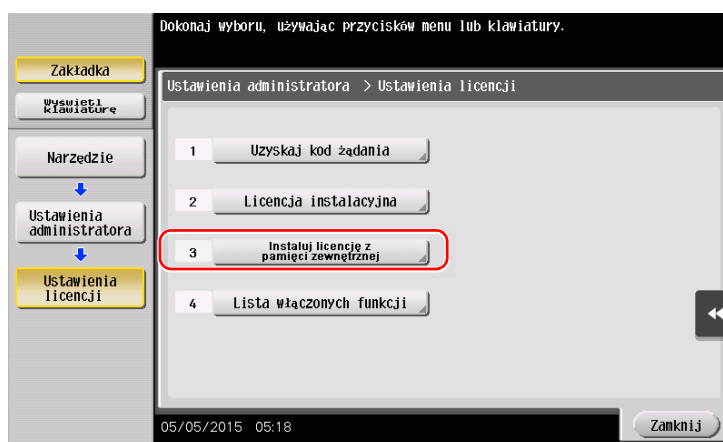 Dokonaj wyboru, używając przycisków menu lub klawiatury.
Zakładka
Wyświetl
klawiaturę
Narzędzie
Ustawienia
administratora
Ustawienia
licencji
Ustawienia administratora > Ustawienia licencji
1 Uzyskaj kod żądania
2 Licencja instalacyjna
3 Instaluj licencję z
pamięci zewnętrznej
4 Lista włączonych funkcji
05/05/2015 05:18
Zamknij